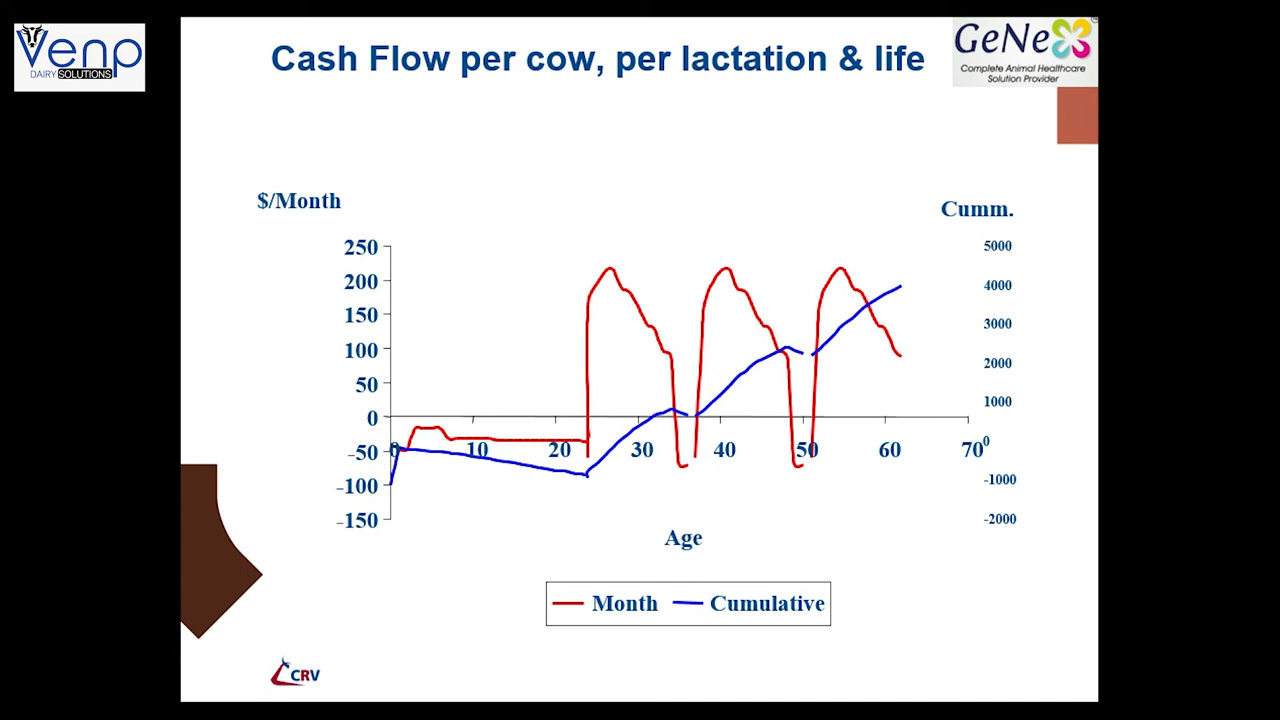 Venp
DAIRY SOLUTIONS
Cash Flow per cow, per lactation & life
GeNex
Complete Animal Healthcare
Solution Provider
$/Month
Cumm.
250
200
150
100
50
0
-50
-100
-150
0 10 20 30 40 50 60 70
5000
4000
3000
2000
1000
0
-1000
-2000
Age
Month Cumulative
CRV